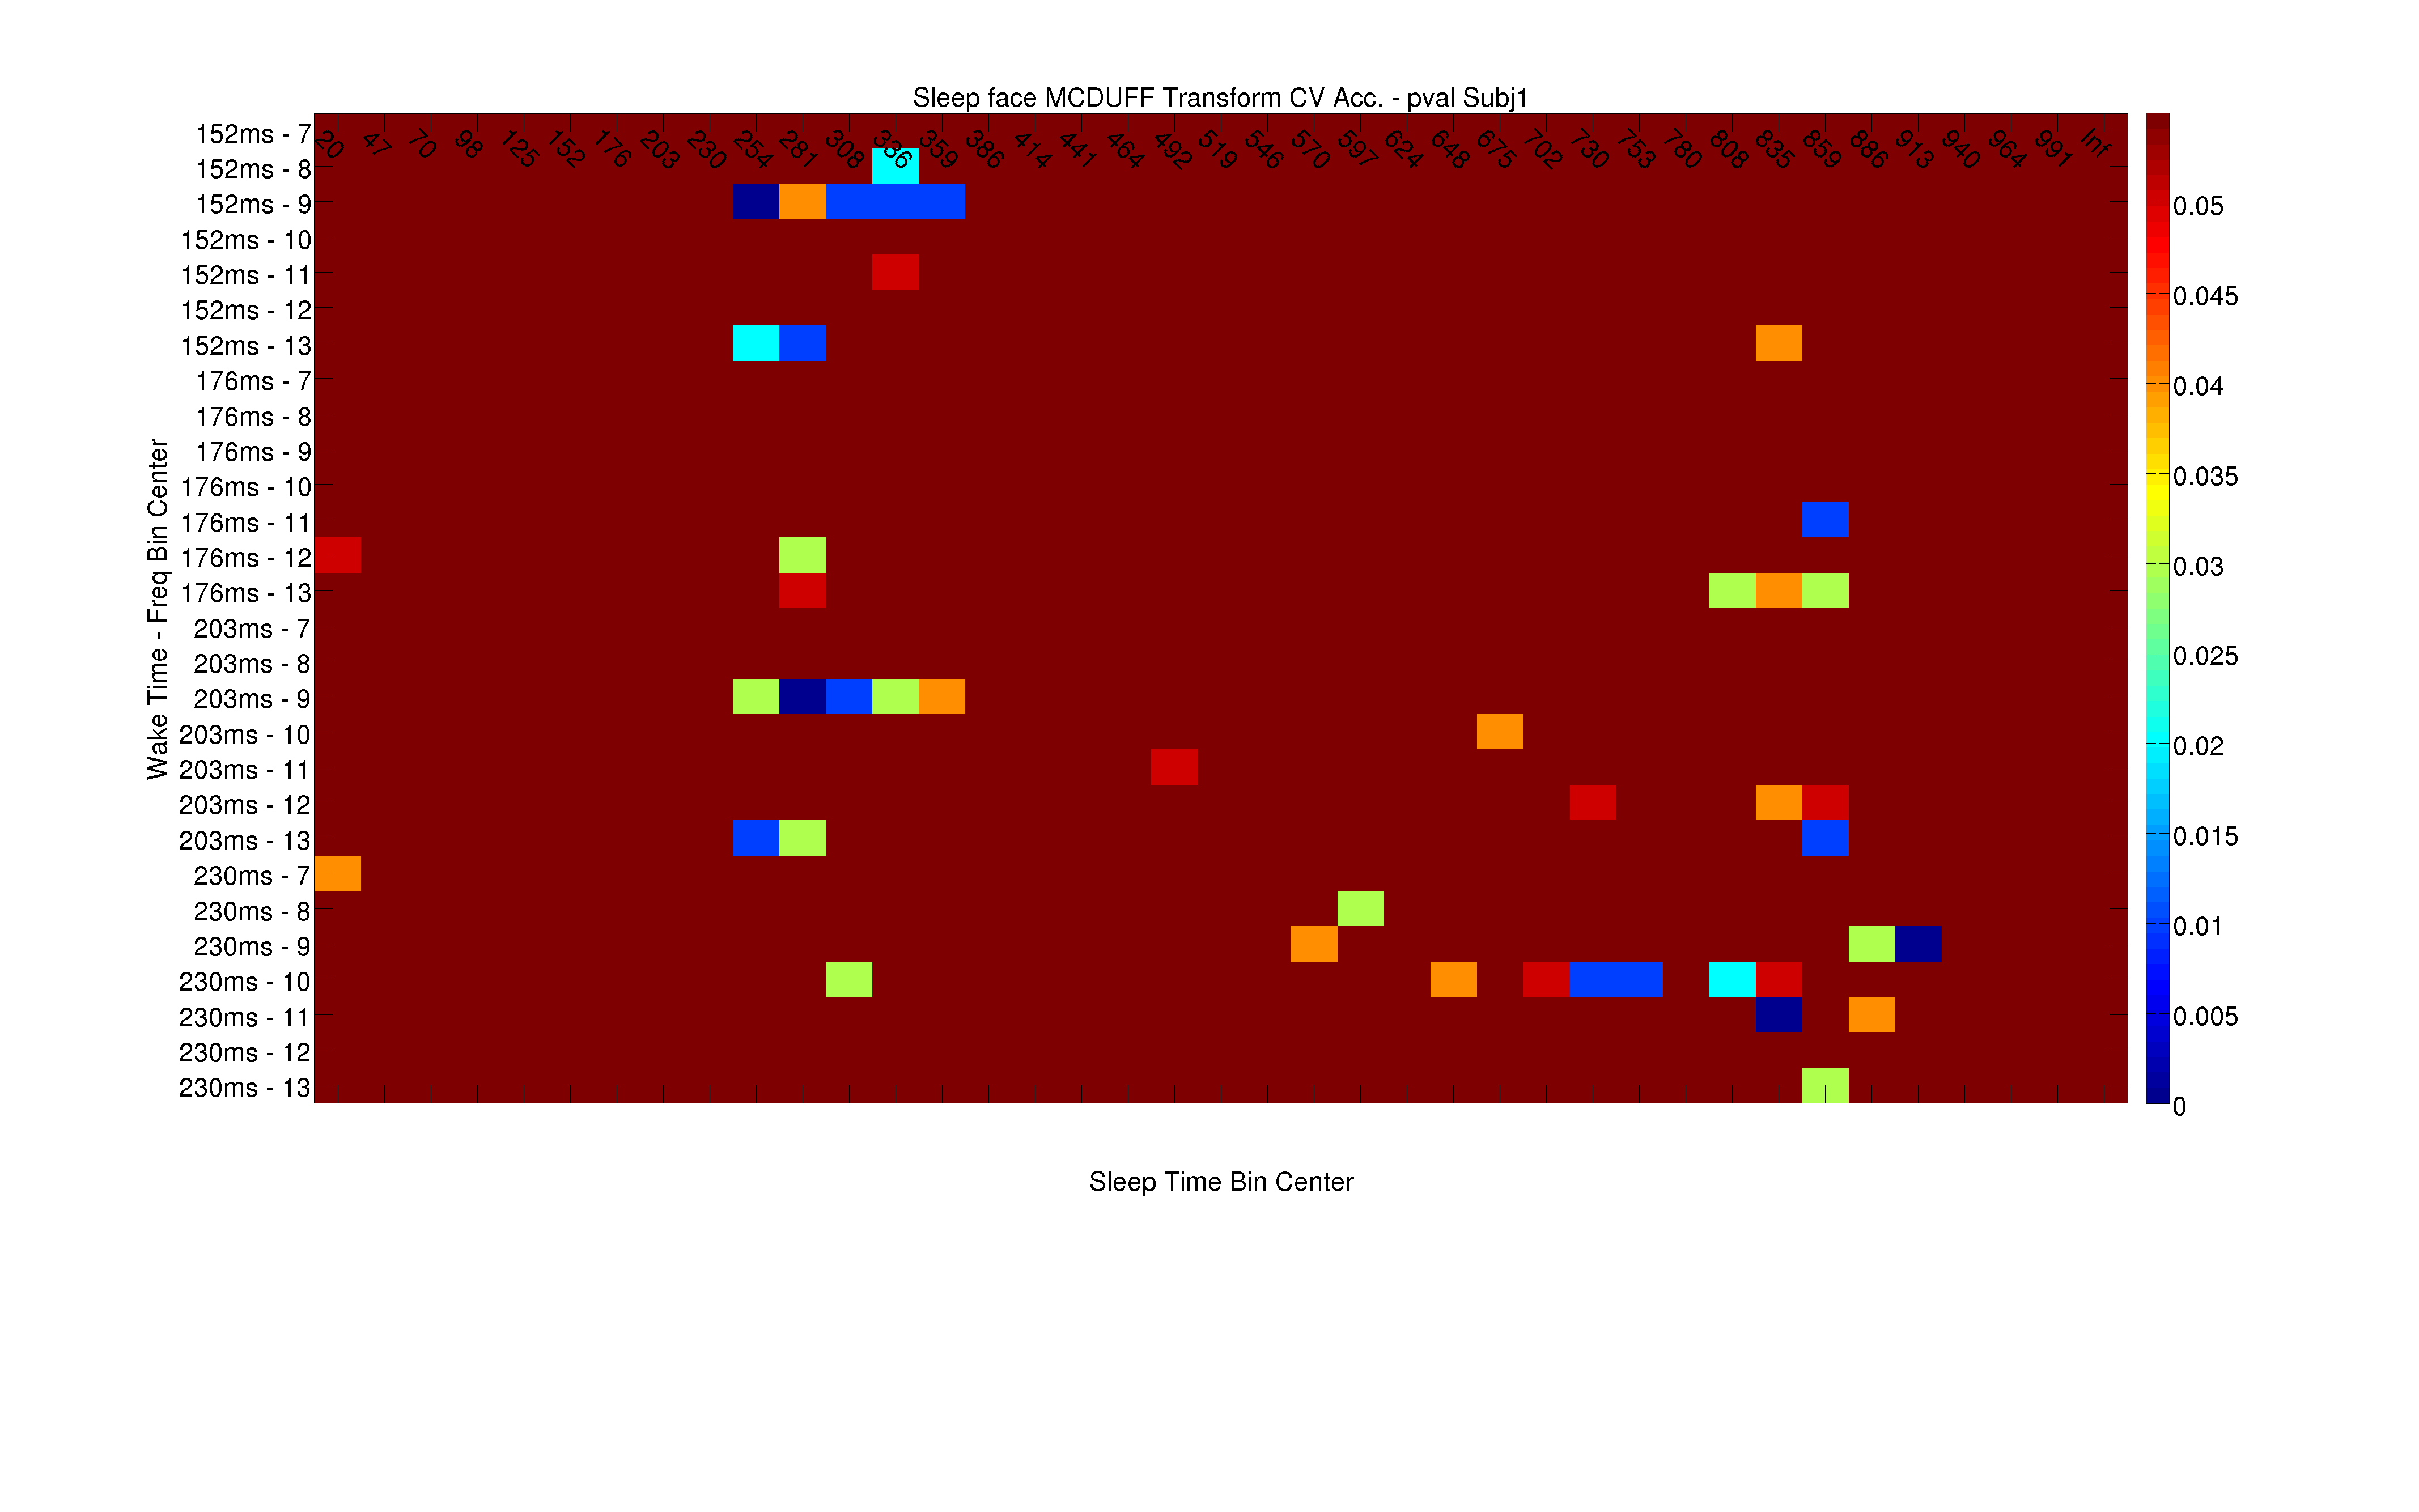 Sleep face MCDUFF Transform CV Acc. - pval Subj1
20 47 70 98 125 152 176 203 230 254 281 308 336 359 386 414 441 464 492 519 546 570 597 624 648 675 702 730 753 780 808 835 859 886 913 940 964 991 Inf
152ms - 7
152ms - 8
152ms - 9
152ms - 10
152ms - 11
152ms - 12
152ms - 13
176ms - 7
176ms - 8
176ms - 9
176ms - 10
176ms - 11
176ms - 12
176ms - 13
203ms - 7
203ms - 8
203ms - 9
203ms - 10
203ms - 11
203ms - 12
203ms - 13
230ms - 7
230ms - 8
230ms - 9
230ms - 10
230ms - 11
230ms - 12
230ms - 13
Wake Time - Freq Bin Center
0.05
0.045
0.04
0.035
0.03
0.025
0.02
0.015
0.01
0.005
0
Sleep Time Bin Center